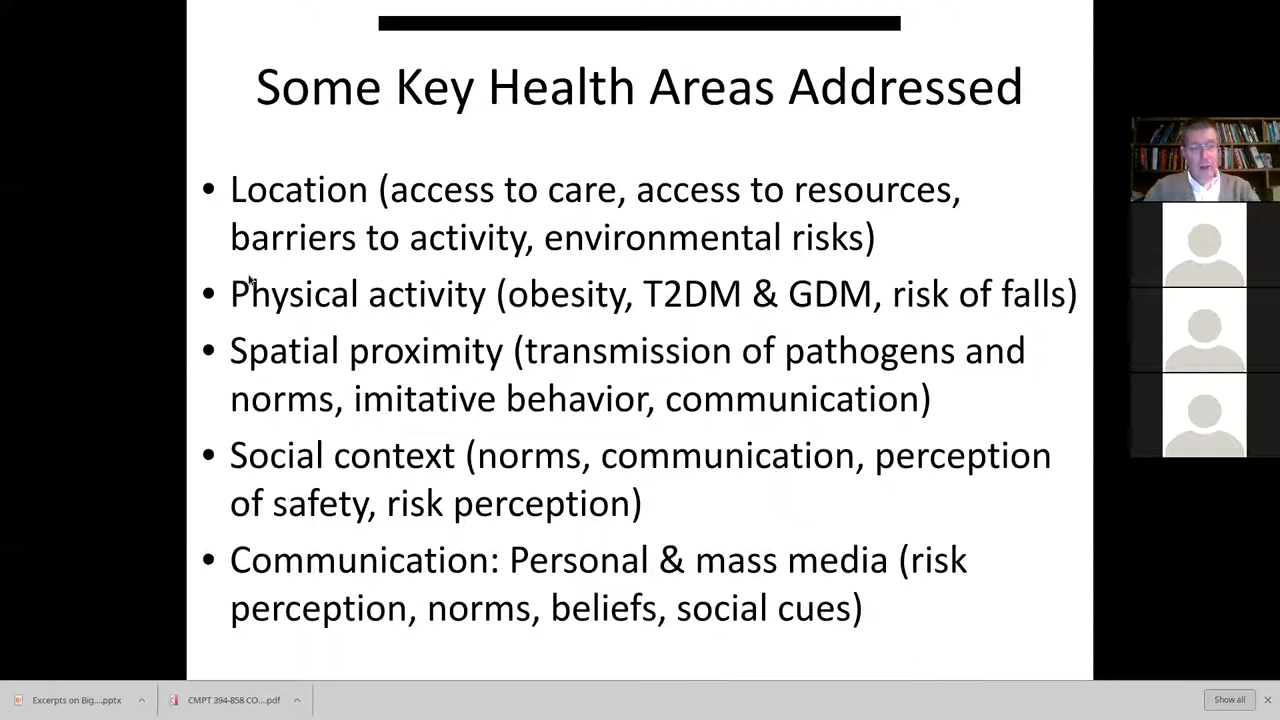 Some Key Health Areas Addressed
• Location (access to care, access to resources,
barriers to activity, environmental risks)
• Physical activity (obesity, T2DM & GDM, risk of falls)
• Spatial proximity (transmission of pathogens and
norms, imitative behavior, communication)
• Social context (norms, communication, perception
of safety, risk perception)
• Communication: Personal & mass media (risk
perception, norms, beliefs, social cues)
Excerpts on Big....pptx
CMPT 394-858 CO....pdf
Show all